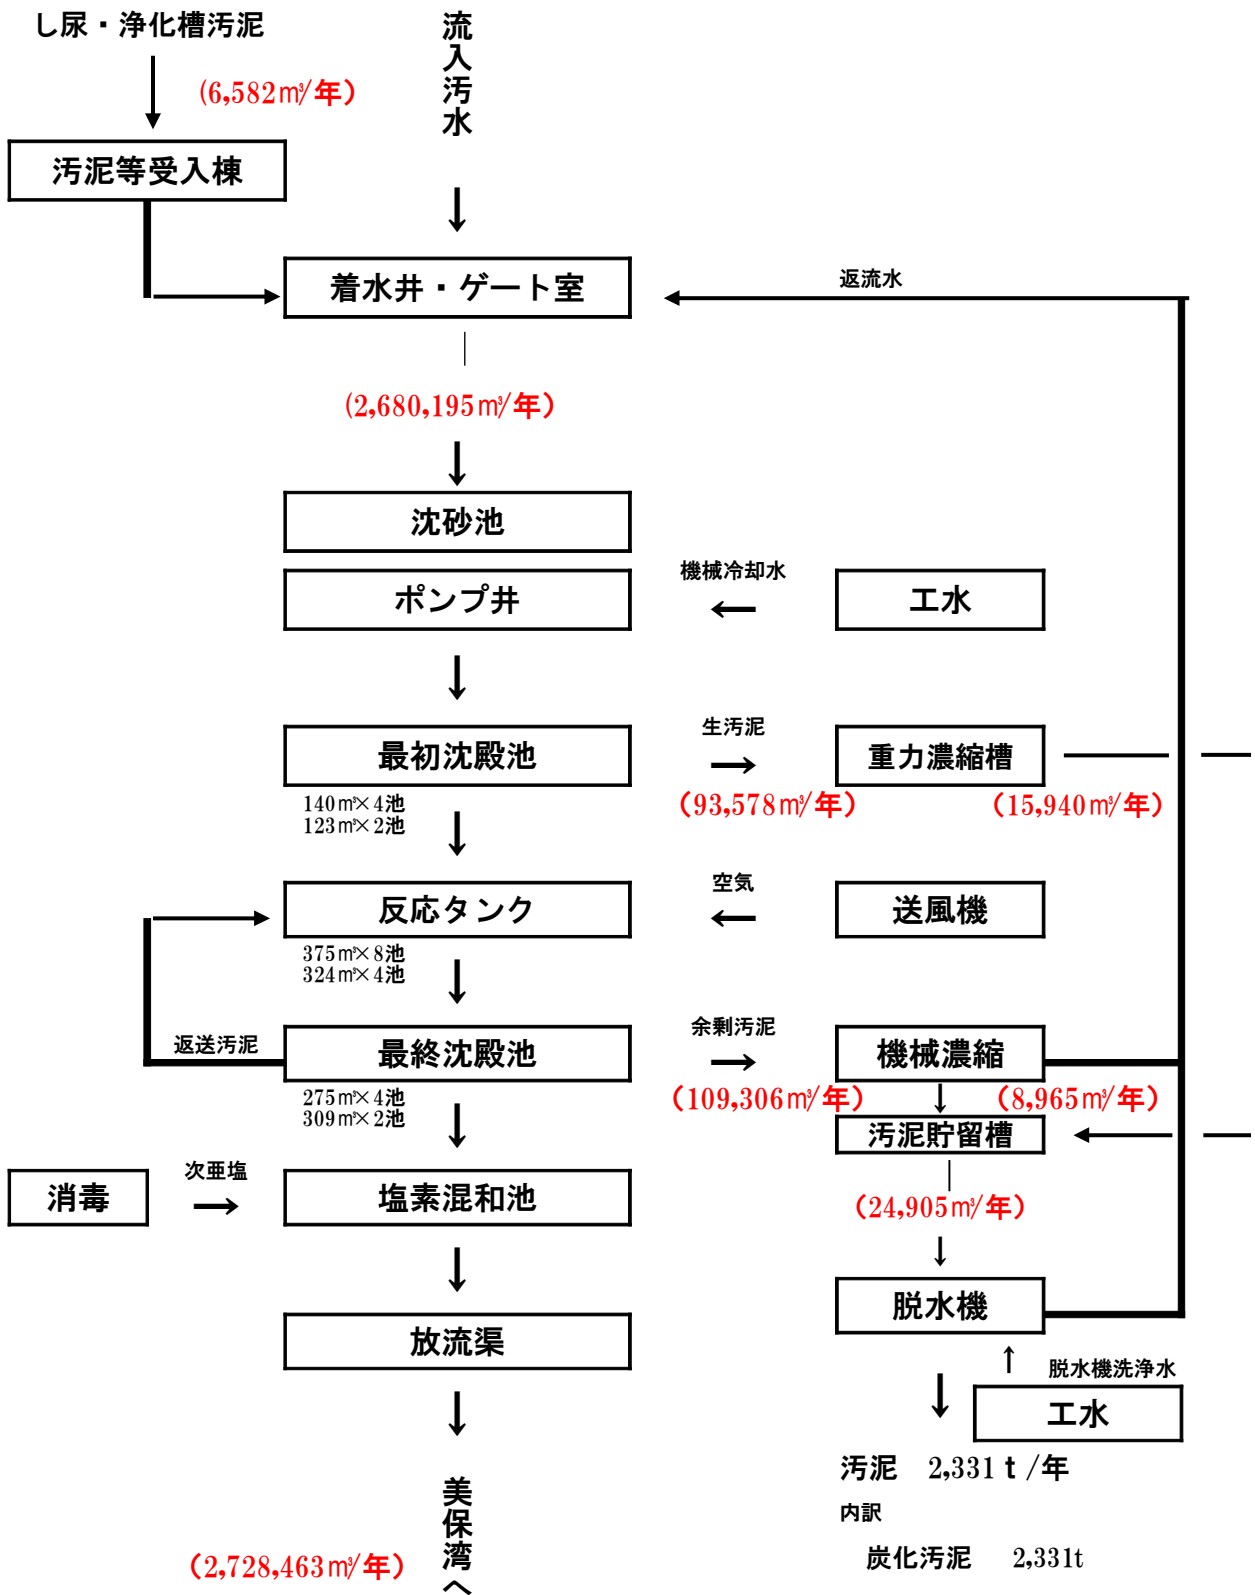 し尿・浄化槽汚泥
流入汚水
(6,582㎥/年)
汚泥等受入棟
着水井・ゲート室
返流水
(2,680,195㎥/年)
沈砂池
ポンプ井
機械冷却水
工水
最初沈殿池
生汚泥
重力濃縮槽
140㎥×4池
123㎥×2池
(93,578㎥/年)
(15,940㎥/年)
反応タンク
空気
送風機
375㎥×8池
324㎥×4池
返送汚泥
最終沈殿池
余剰汚泥
機械濃縮
275㎥×4池
309㎥×2池
(109,306㎥/年)
(8,965㎥/年)
汚泥貯留槽
消毒
次亜塩
塩素混和池
(24,905㎥/年)
脱水機
放流渠
脱水機洗浄水
工水
汚泥 2,331ｔ/年
内訳
炭化汚泥 2,331t
美保湾へ
(2,728,463㎥/年)